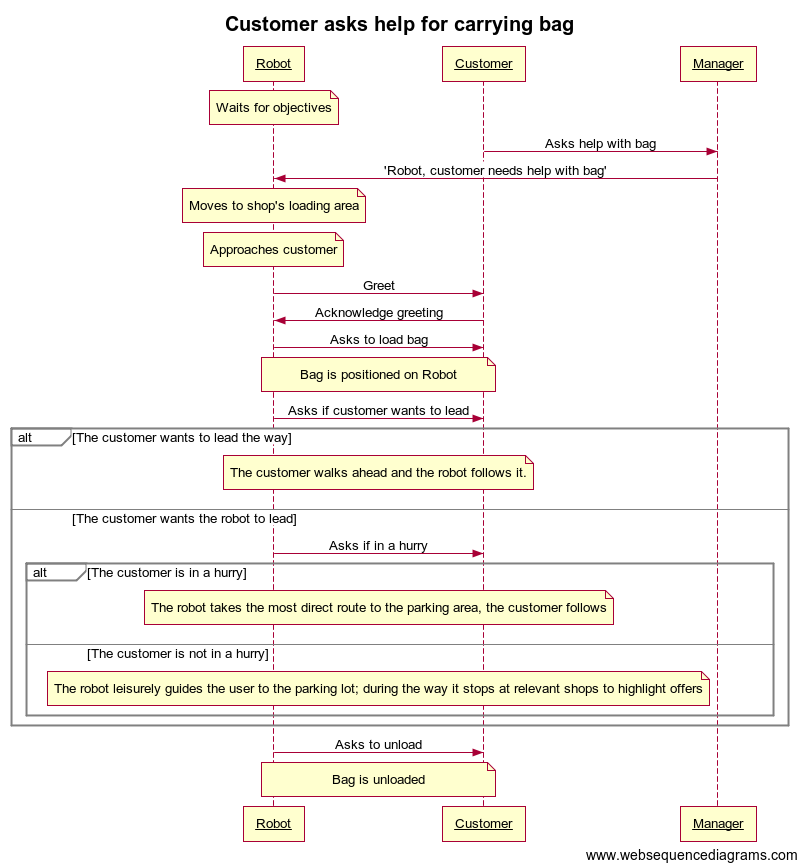 Customer asks help for carrying bag
Robot
Customer
Manager
Waits for objectives
Asks help with bag
'Robot, customer needs help with bag'
Moves to shop's loading area
Approaches customer
Greet
Acknowledge greeting
Asks to load bag
Bag is positioned on Robot
Asks if customer wants to lead
alt
[The customer wants to lead the way]
The customer walks ahead and the robot follows it.
[The customer wants the robot to lead]
Asks if in a hurry
alt
[The customer is in a hurry]
The robot takes the most direct route to the parking area, the customer follows
[The customer is not in a hurry]
The robot leisurely guides the user to the parking lot; during the way it stops at relevant shops to highlight offers
Asks to unload
Bag is unloaded
Robot
Customer
Manager
www.websequencediagrams.com